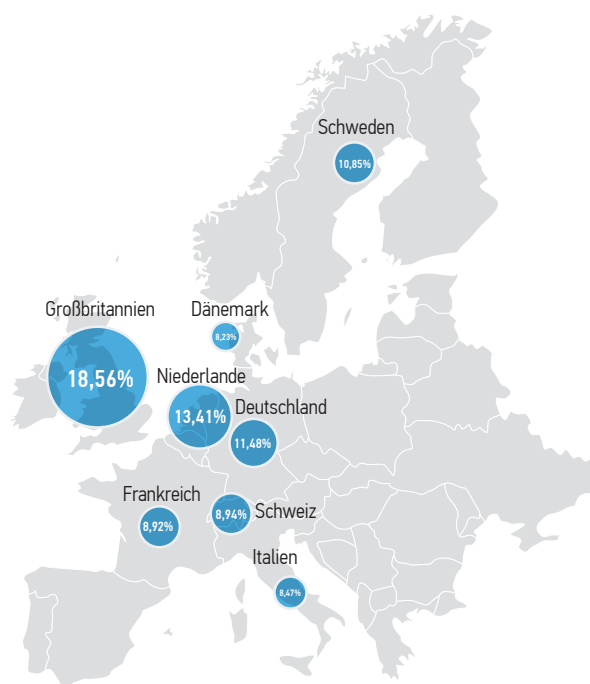 Schweden
10,85%
Großbritannien
18,56%
Dänemark
8,23%
Niederlande
13,41%
Deutschland
11,48%
Frankreich
8,92%
Schweiz
8,94%
Italien
8,47%